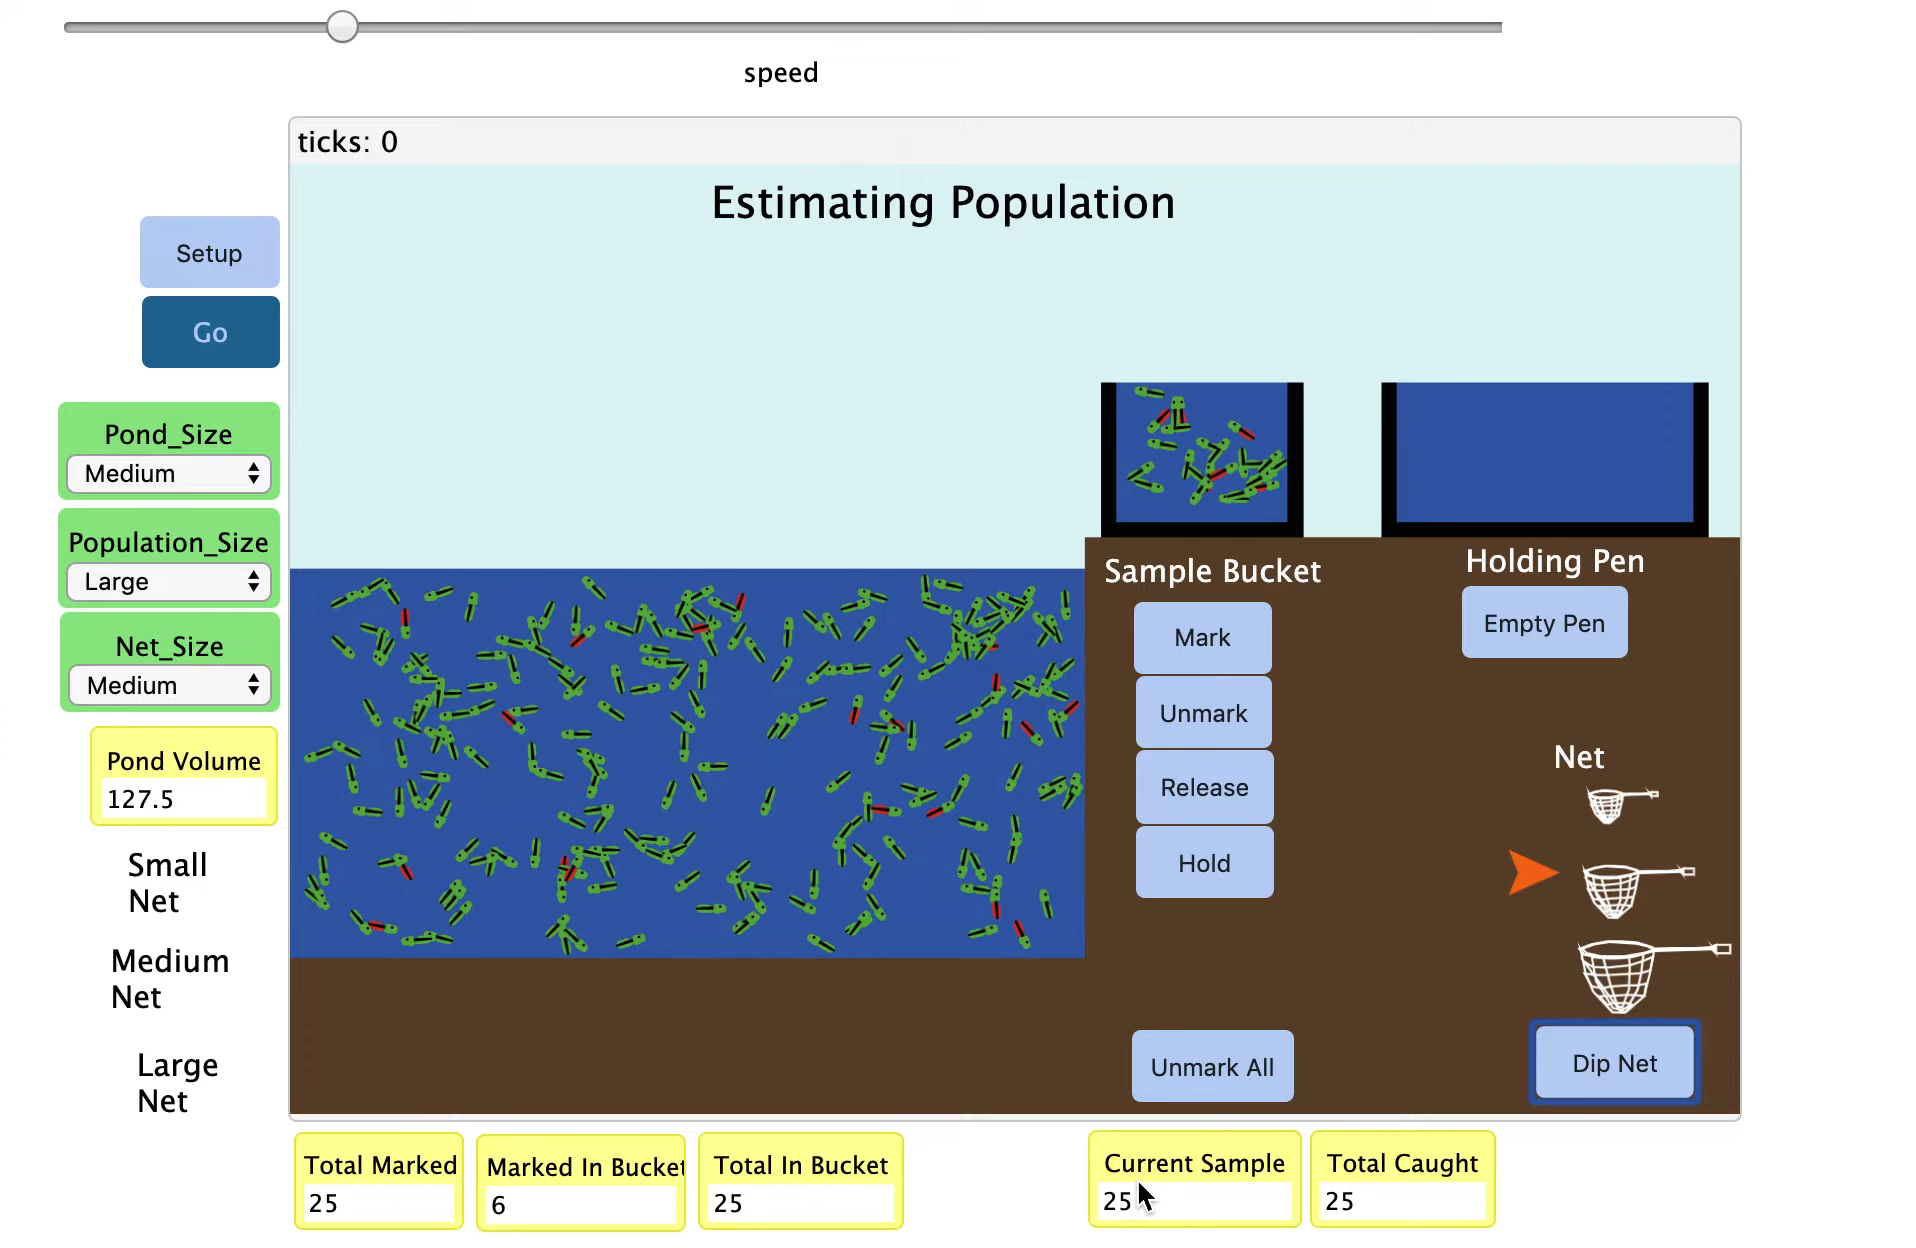 speed
ticks: 0
Estimating Population
Setup
Go
Pond_Size
Medium
Population_Size
Large
Net_Size
Medium
Pond Volume
127.5
Small
Net
Medium
Net
Large
Net
Sample Bucket
Mark
Unmark
Release
Hold
Unmark All
Holding Pen
Empty Pen
Net
Dip Net
Total Marked
25
Marked In Bucket
6
Total In Bucket
25
Current Sample
25
Total Caught
25